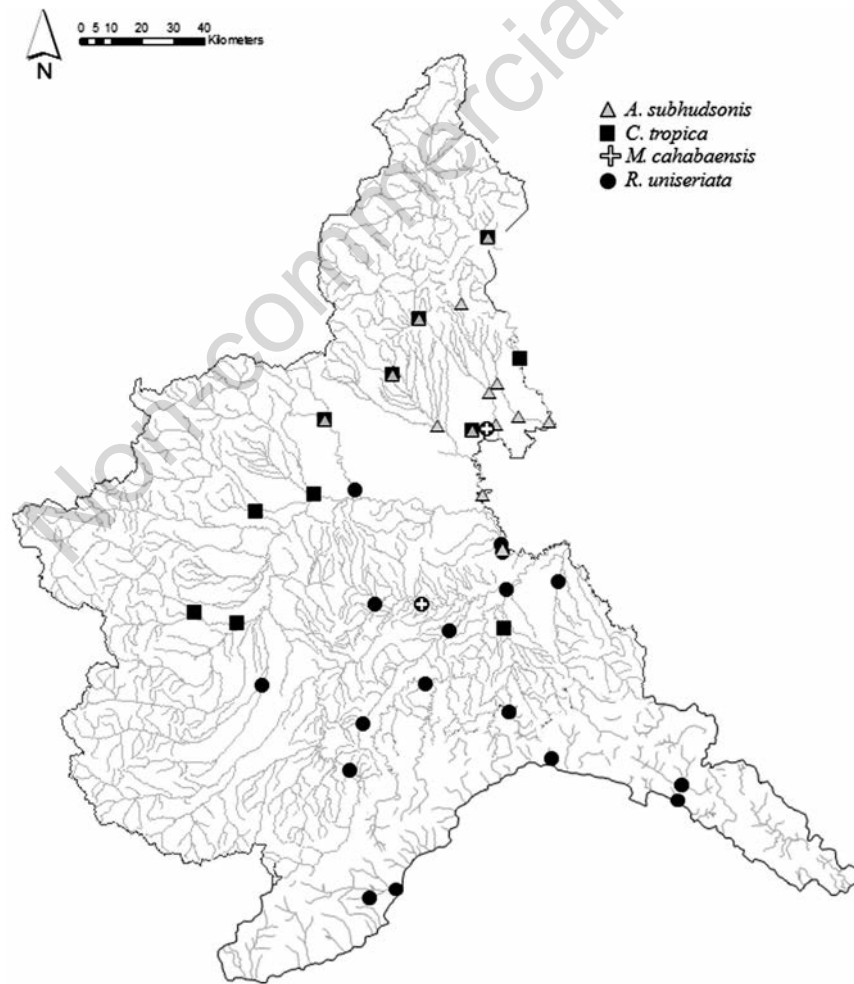 0 5 10 20 30 40
Kilometers
N
A. subhudsonis
C. tropica
M. cahabaensis
R. uniseriata
Non-commercial